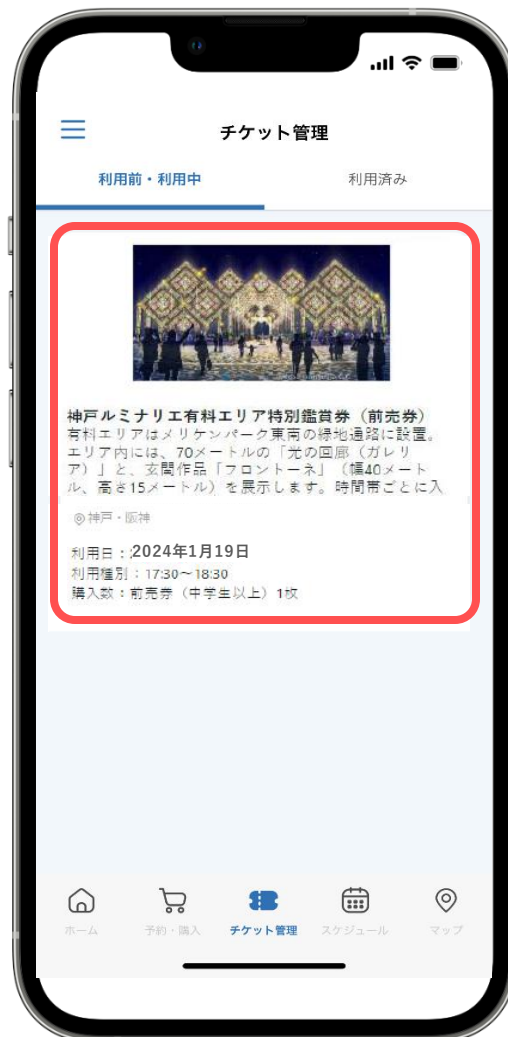 チケット管理
利用前・利用中
利用済み
神戸ルミナリエ有料エリア特別鑑賞券（前売券）
有料エリアはメリケンパーク東南の緑地通路に設置。
エリア内には、70メートルの「光の回廊（ガレリ
ア）」と、玄関作品「フロントーネ」（幅40メート
ル、高さ15メートル）を展示します。時間帯ごとに入
神戸・阪神
利用日：2024年1月19日
利用種別：17:30～18:30
購入数：前売券（中学生以上）1枚
ホーム
予約・購入
チケット管理
スケジュール
マップ